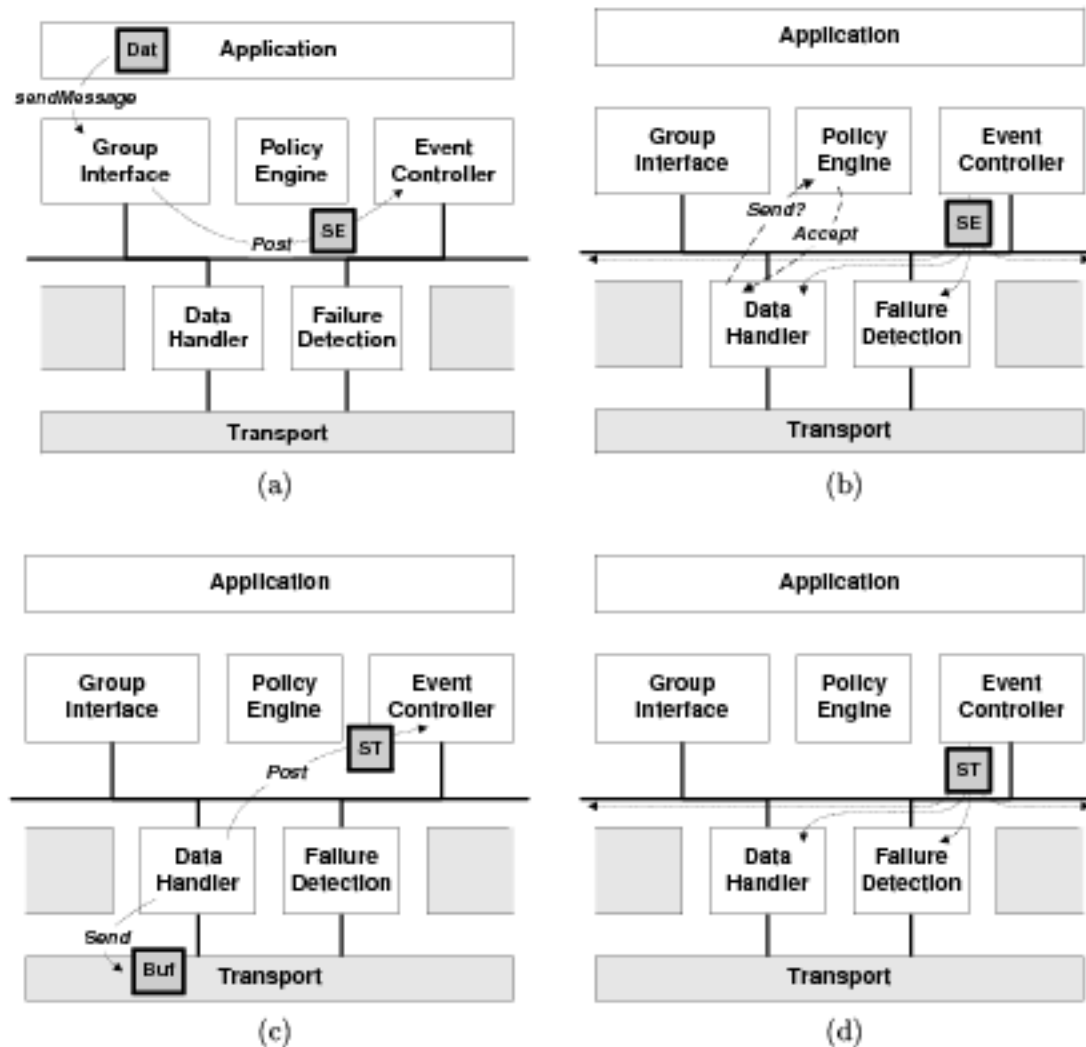 Dat
Application
sendMessage
Group
Interface
Policy
Engine
Event
Controller
SE
Post
Data
Handler
Failure
Detection
Transport
(a)
Application
Group
Interface
Policy
Engine
Event
Controller
Send?
SE
Accept
Data
Handler
Failure
Detection
Transport
(b)
Application
Group
Interface
Policy
Engine
Event
Controller
ST
Post
Data
Handler
Failure
Detection
Send
Buf
Transport
(c)
Application
Group
Interface
Policy
Engine
Event
Controller
ST
Data
Handler
Failure
Detection
Transport
(d)